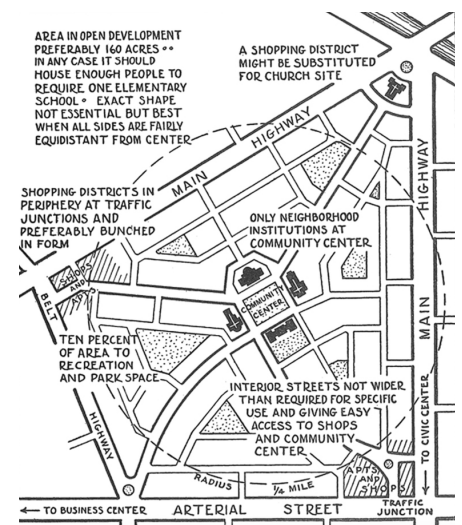 AREA IN OPEN DEVELOPMENT
PREFERABLY 160 ACRES • •
IN ANY CASE IT SHOULD
HOUSE ENOUGH PEOPLE TO
REQUIRE ONE ELEMENTARY
SCHOOL • EXACT SHAPE
NOT ESSENTIAL BUT BEST
WHEN ALL SIDES ARE FAIRLY
EQUIDISTANT FROM CENTER
A SHOPPING DISTRICT
MIGHT BE SUBSTITUTED
FOR CHURCH SITE
MAIN HIGHWAY
HIGHWAY
SHOPPING DISTRICTS IN
PERIPHERY AT TRAFFIC
JUNCTIONS AND
PREFERABLY BUNCHED
IN FORM
ONLY NEIGHBORHOOD
INSTITUTIONS AT
COMMUNITY CENTER
SHOPS
AND
APTS
BELT
COMMUNITY
CENTER
MAIN
TEN PERCENT
OF AREA TO
RECREATION
AND PARK SPACE
INTERIOR STREETS NOT WIDER
THAN REQUIRED FOR SPECIFIC
USE AND GIVING EASY
ACCESS TO SHOPS
AND COMMUNITY
CENTER
HIGHWAY
TO CIVIC CENTER
RADIUS
1/4 MILE
APTS
AND
SHOPS
TRAFFIC
JUNCTION
← TO BUSINESS CENTER
ARTERIAL STREET